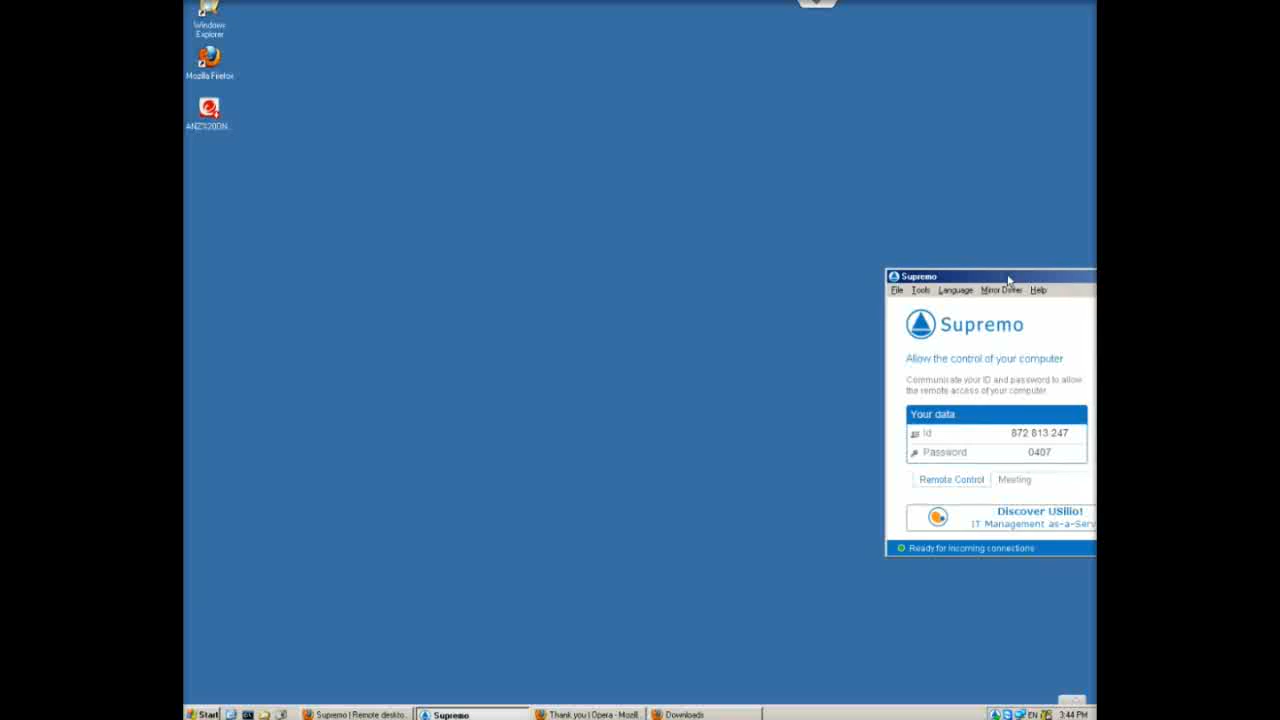 Windows
Explorer
Mozilla Firefox
ANZ%20DN...
Supremo
File Tools Language Mirror Driver Help
Supremo
Allow the control of your computer
Communicate your ID and password to allow
the remote access of your computer
Your data
Id 872 813 247
Password 0407
Remote Control Meeting
Discover USilio!
IT Management as-a-Serv
Ready for incoming connections
Start Supremo | Remote deskto... Supremo Thank you | Opera - Mozill... Downloads EN 3:44 PM